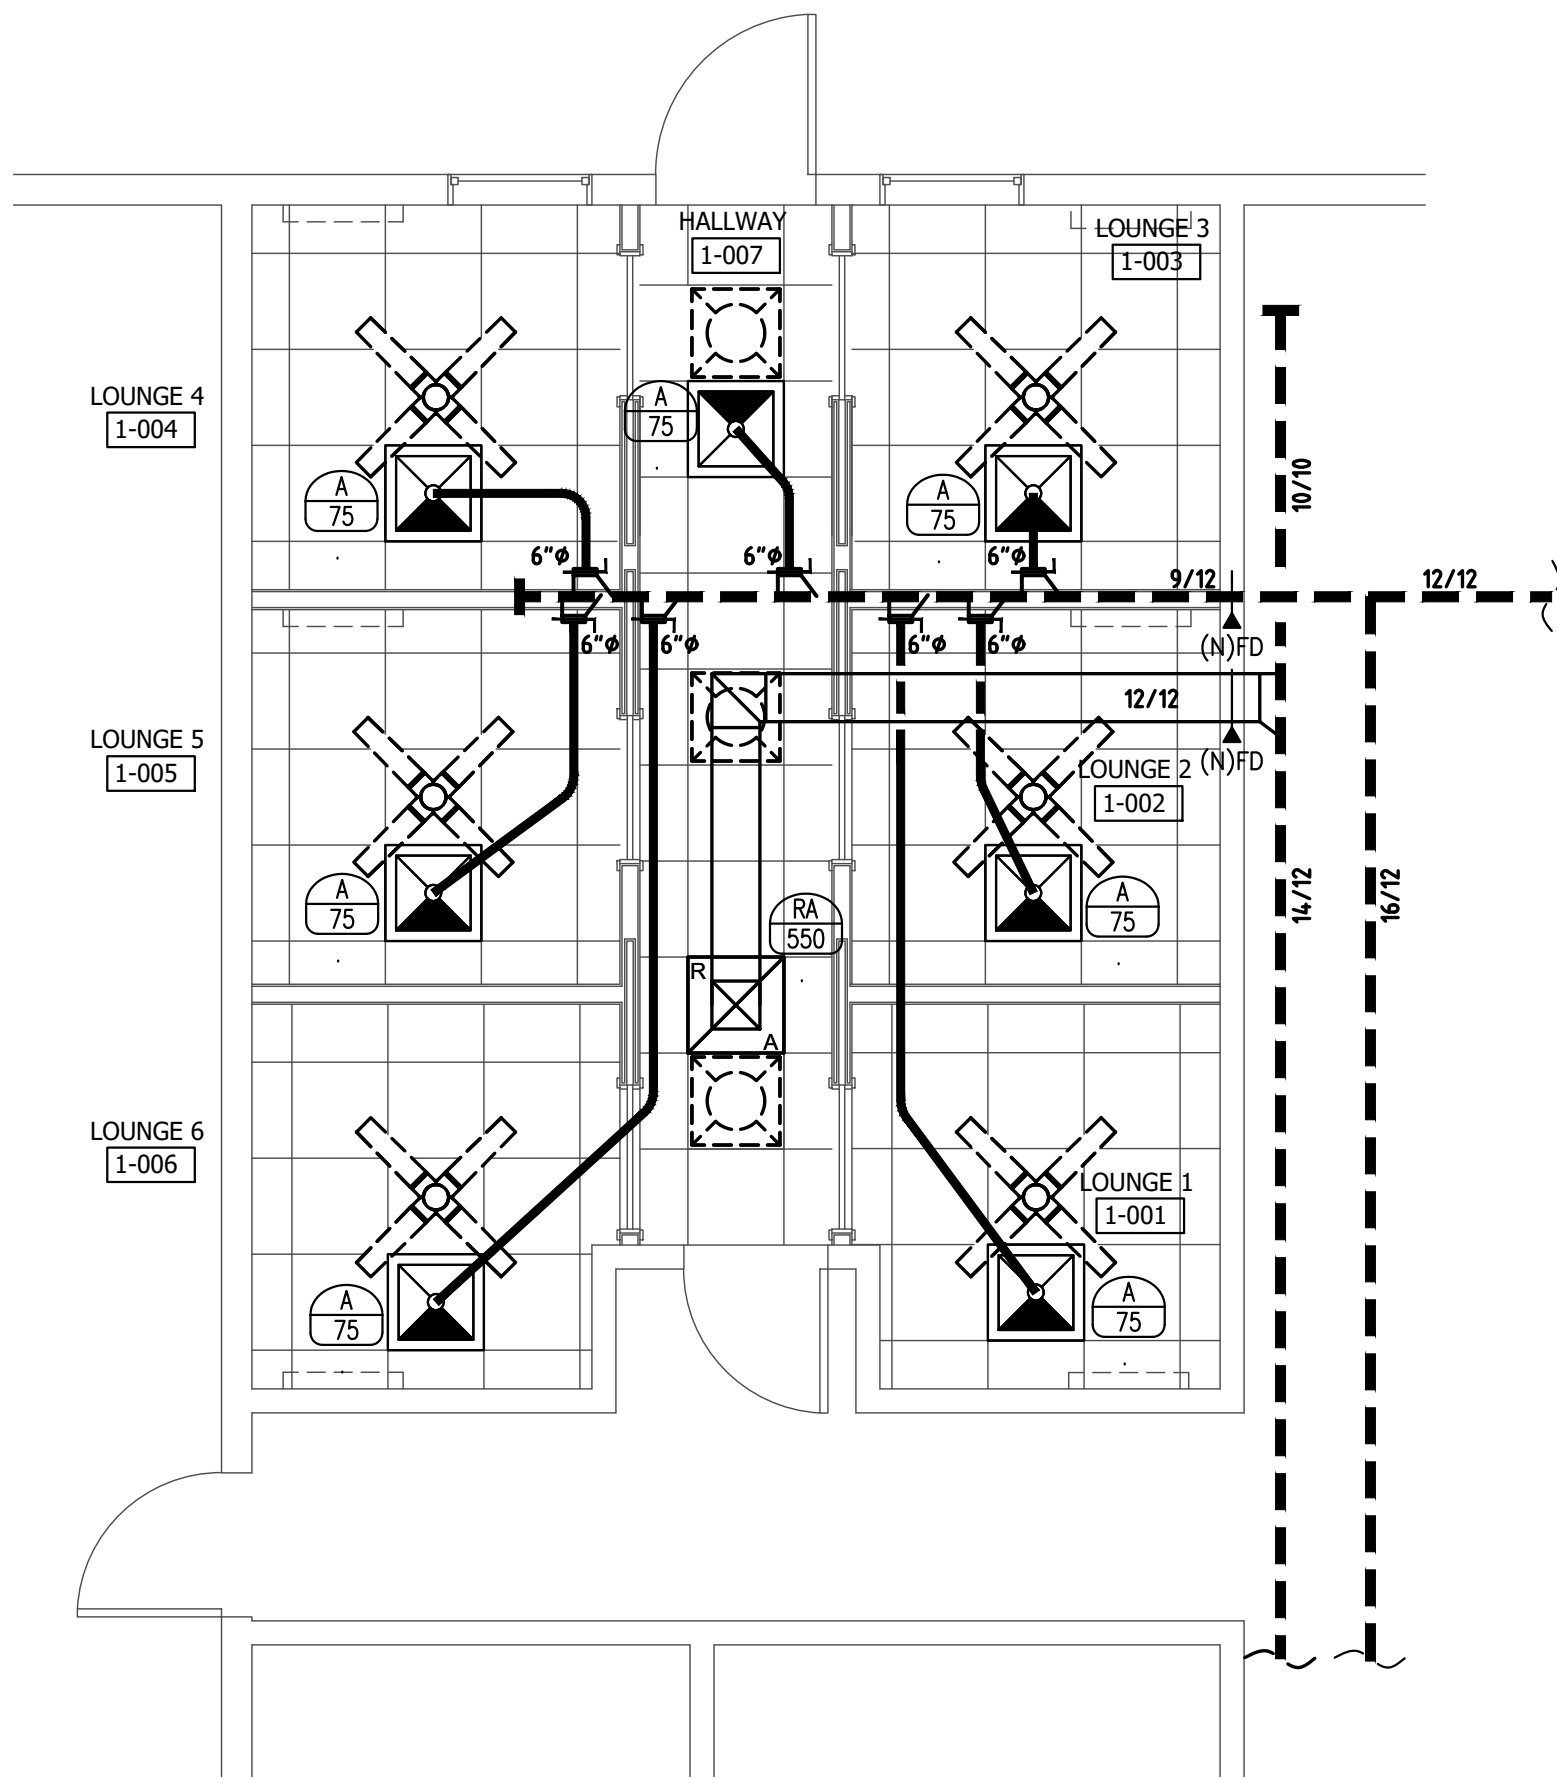 HALLWAY
1-007
LOUNGE 3
1-003
LOUNGE 4
1-004
A
75
A
75
A
75
10/10
6"ø
6"ø
6"ø
9/12
12/12
6"ø
6"ø
6"ø
6"ø
(N)FD
12/12
(N)FD
LOUNGE 5
1-005
LOUNGE 2
1-002
A
75
RA
550
A
75
14/12
16/12
R
A
LOUNGE 6
1-006
LOUNGE 1
1-001
A
75
A
75